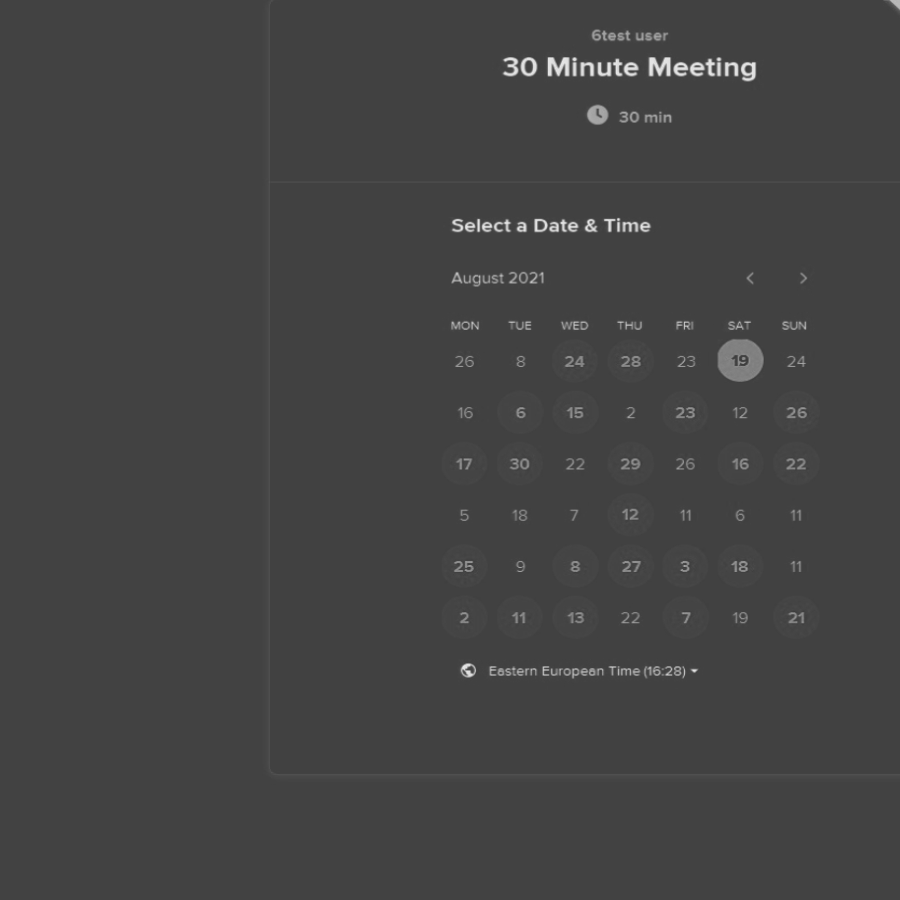 6test user
30 Minute Meeting
30 min
Select a Date & Time
August 2021
MON TUE WED THU FRI SAT SUN
26 8 24 28 23 19 24
16 6 15 2 23 12 26
17 30 22 29 26 16 22
5 18 7 12 11 6 11
25 9 8 27 3 18 11
2 11 13 22 7 19 21
Eastern European Time (16:28)